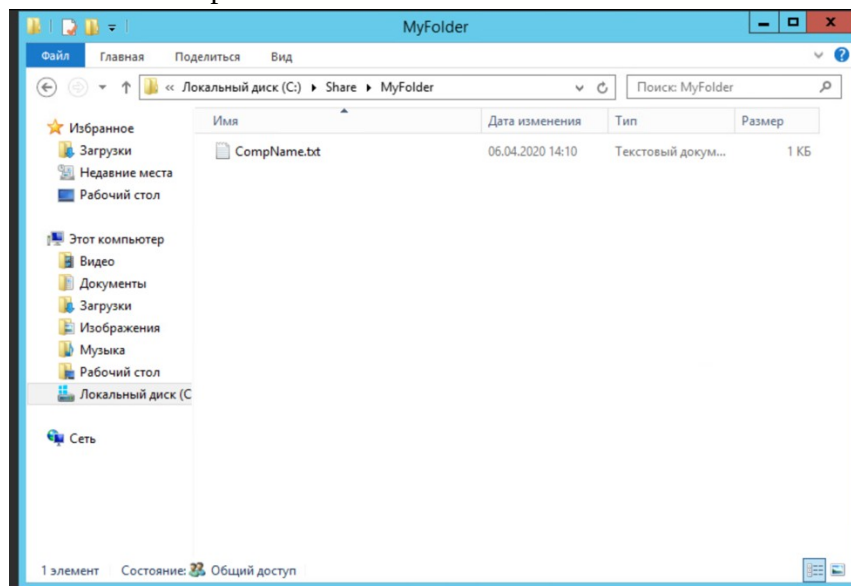 MyFolder
Файл Главная Поделиться Вид
« Локальный диск (C:) Share MyFolder Поиск: MyFolder
Имя Дата изменения Тип Размер
CompName.txt 06.04.2020 14:10 Текстовый докум... 1 КБ
Избранное
Загрузки
Недавние места
Рабочий стол
Этот компьютер
Видео
Документы
Загрузки
Изображения
Музыка
Рабочий стол
Локальный диск (C
Сеть
1 элемент Состояние: Общий доступ